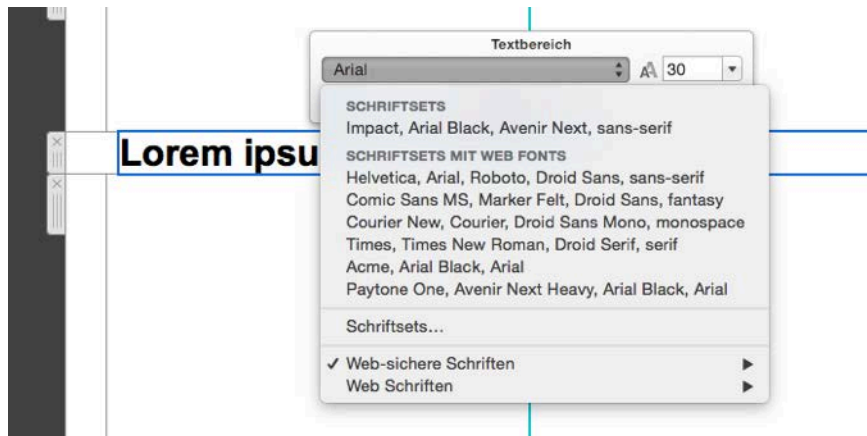 Textbereich
Arial 30
SCHRIFTSETS
Impact, Arial Black, Avenir Next, sans-serif
Lorem ipsu
SCHRIFTSETS MIT WEB FONTS
Helvetica, Arial, Roboto, Droid Sans, sans-serif
Comic Sans MS, Marker Felt, Droid Sans, fantasy
Courier New, Courier, Droid Sans Mono, monospace
Times, Times New Roman, Droid Serif, serif
Acme, Arial Black, Arial
Paytone One, Avenir Next Heavy, Arial Black, Arial
Schriftsets...
Web-sichere Schriften
Web Schriften